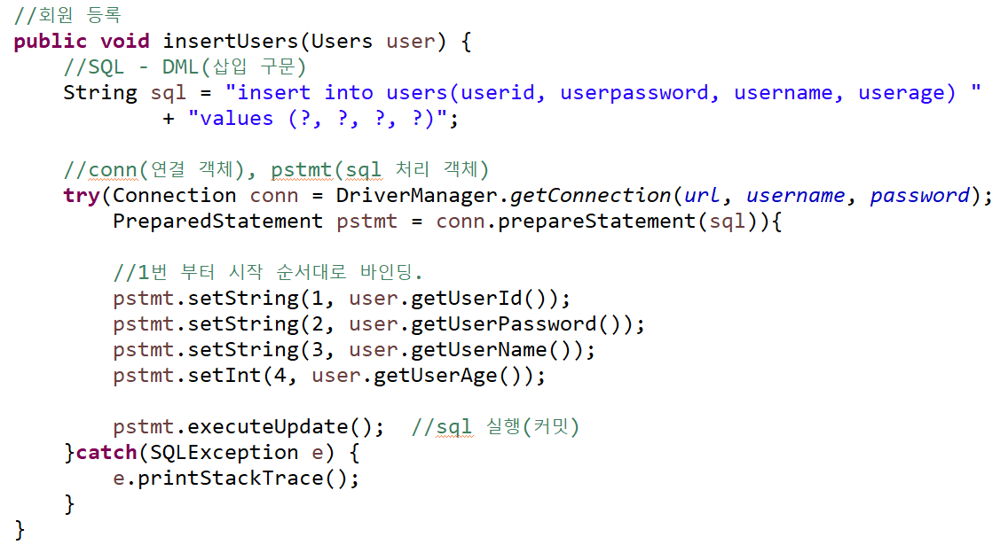 //회원 등록
public void insertUsers(Users user) {
    //SQL - DML(삽입 구문)
    String sql = "insert into users(userid, userpassword, username, userage) "
            + "values (?, ?, ?, ?)";
    //conn(연결 객체), pstmt(sql 처리 객체)
    try(Connection conn = DriverManager.getConnection(url, username, password);
        PreparedStatement pstmt = conn.prepareStatement(sql)){
        //1번 부터 시작 순서대로 바인딩.
        pstmt.setString(1, user.getUserId());
        pstmt.setString(2, user.getUserPassword());
        pstmt.setString(3, user.getUserName());
        pstmt.setInt(4, user.getUserAge());
        pstmt.executeUpdate();  //sql 실행(커밋)
    }catch(SQLException e) {
        e.printStackTrace();
    }
}